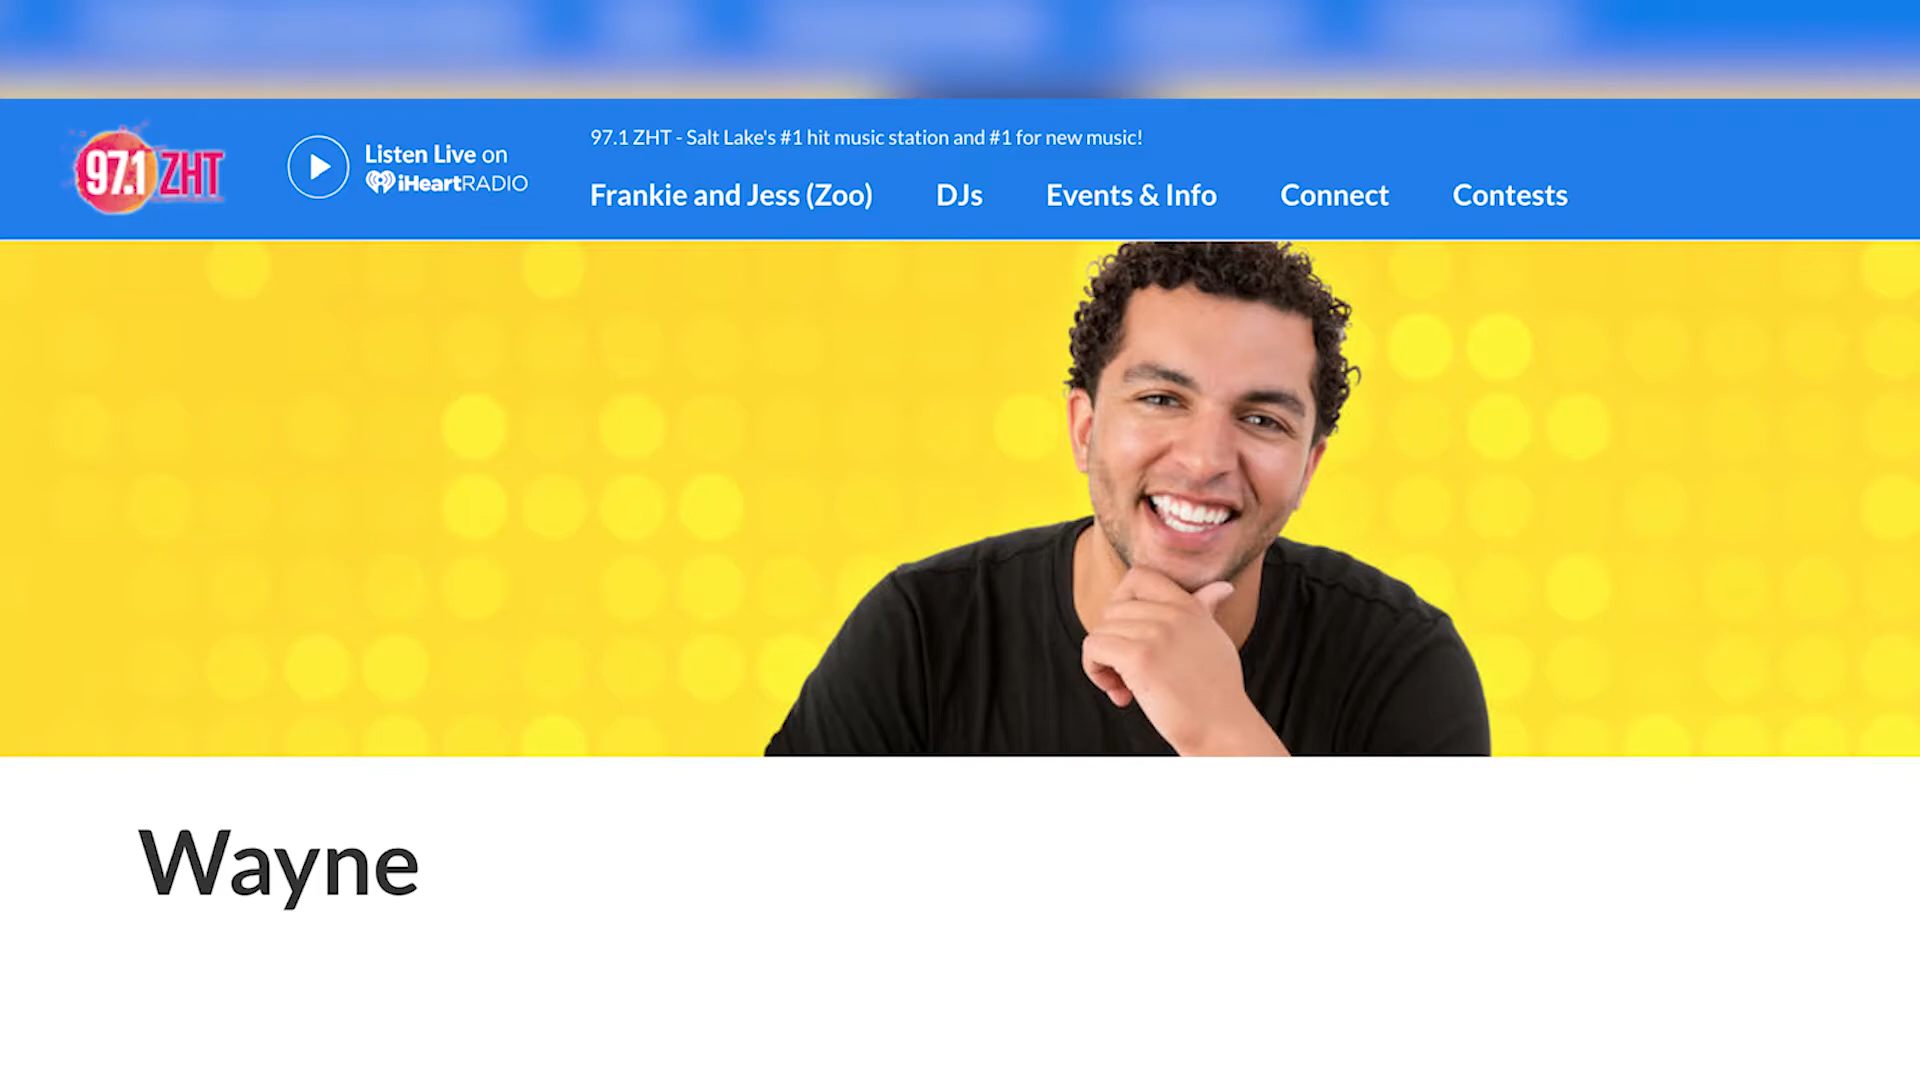 97.1 ZHT
Listen Live on
iHeartRADIO
97.1 ZHT - Salt Lake's #1 hit music station and #1 for new music!
Frankie and Jess (Zoo) DJs Events & Info Connect Contests
Wayne